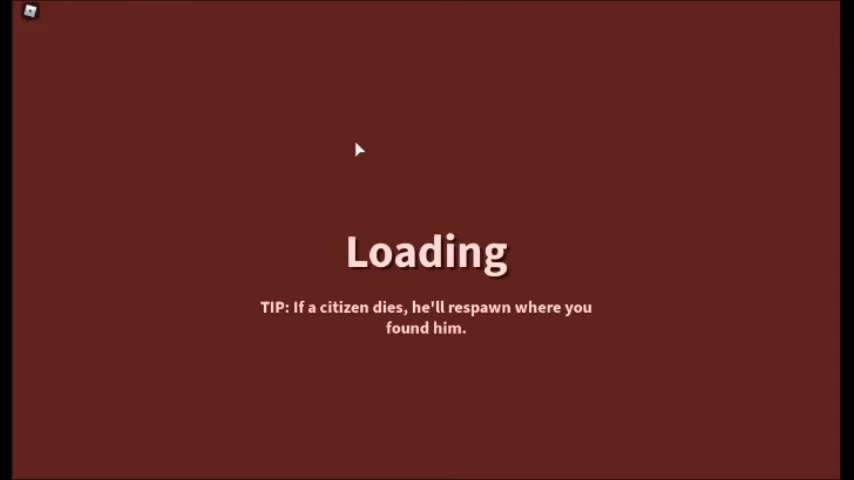 Loading
TIP: If a citizen dies, he'll respawn where you
found him.